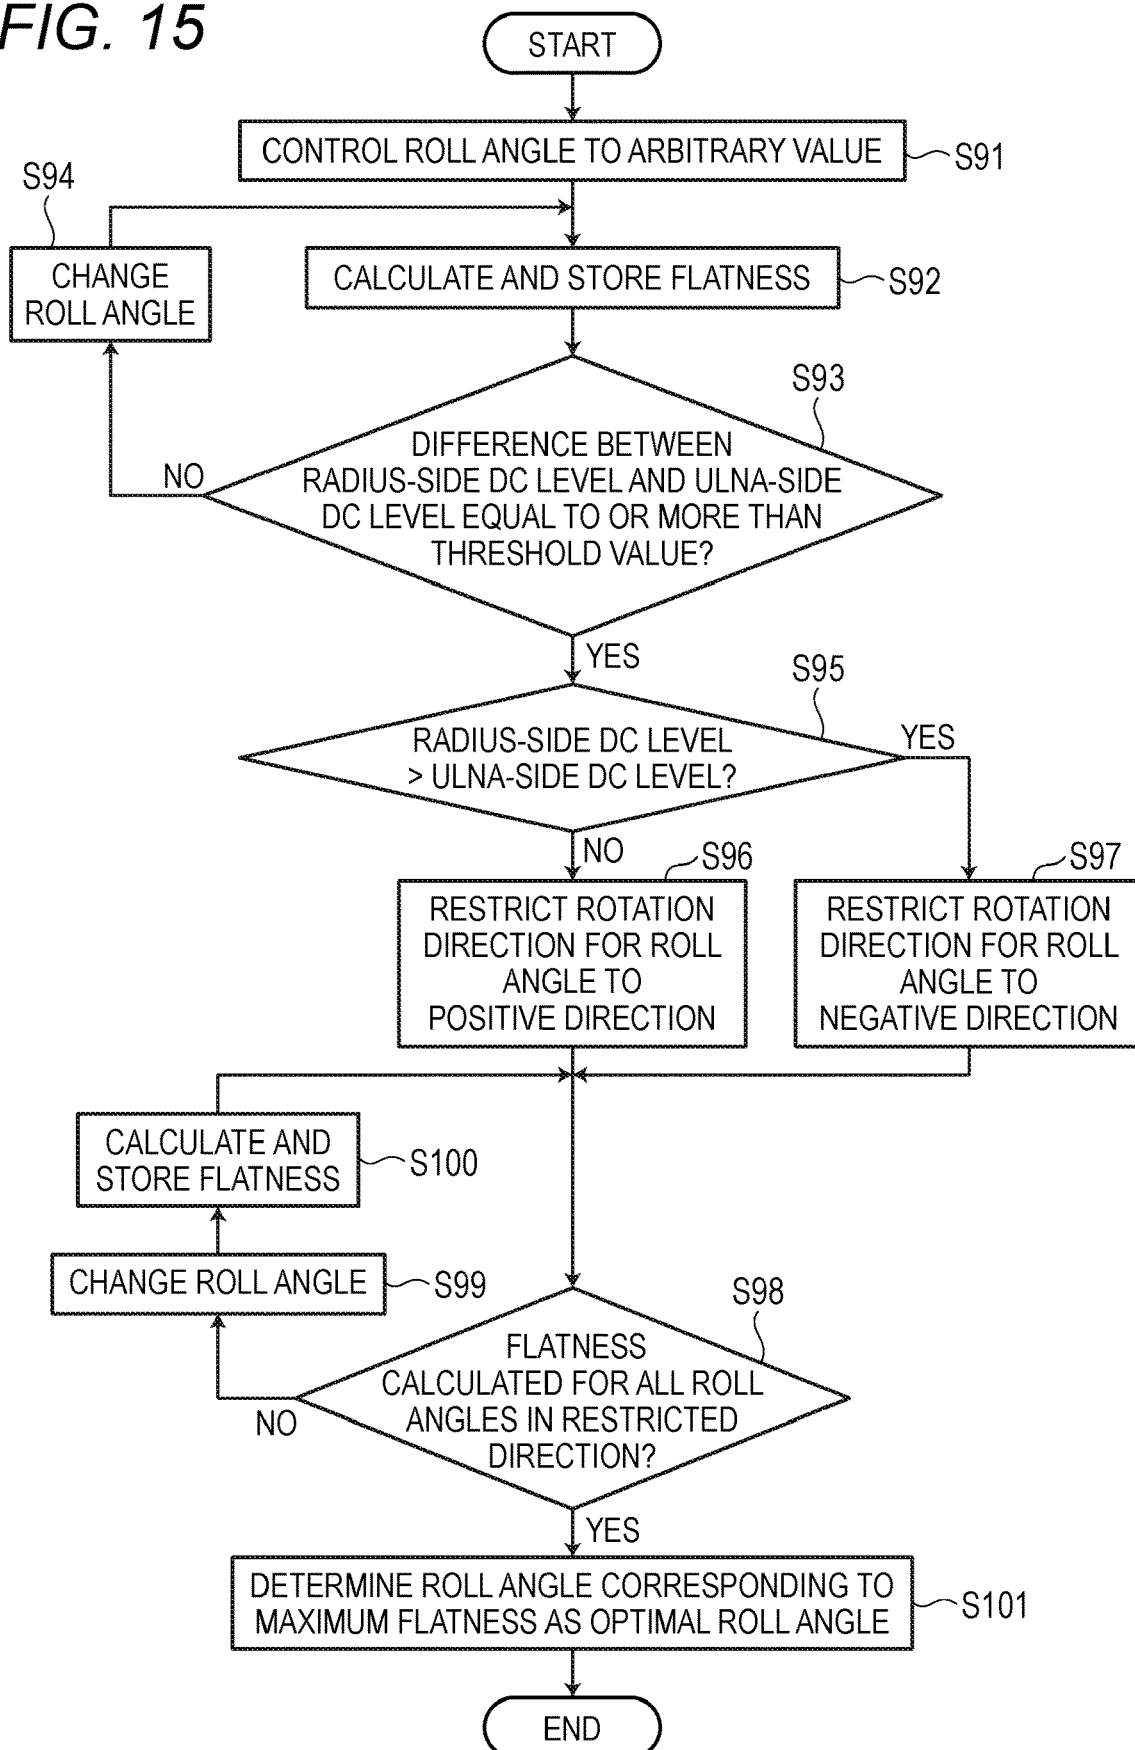 FIG. 15
START
CONTROL ROLL ANGLE TO ARBITRARY VALUE
S91
S94
CHANGE
ROLL ANGLE
CALCULATE AND STORE FLATNESS
S92
S93
DIFFERENCE BETWEEN
RADIUS-SIDE DC LEVEL AND ULNA-SIDE
DC LEVEL EQUAL TO OR MORE THAN
THRESHOLD VALUE?
NO
YES
S95
RADIUS-SIDE DC LEVEL
> ULNA-SIDE DC LEVEL?
YES
NO
S96
RESTRICT ROTATION
DIRECTION FOR ROLL
ANGLE TO
POSITIVE DIRECTION
S97
RESTRICT ROTATION
DIRECTION FOR ROLL
ANGLE TO
NEGATIVE DIRECTION
CALCULATE AND
STORE FLATNESS
S100
CHANGE ROLL ANGLE
S99
S98
FLATNESS
CALCULATED FOR ALL ROLL
ANGLES IN RESTRICTED
DIRECTION?
NO
YES
DETERMINE ROLL ANGLE CORRESPONDING TO
MAXIMUM FLATNESS AS OPTIMAL ROLL ANGLE
S101
END